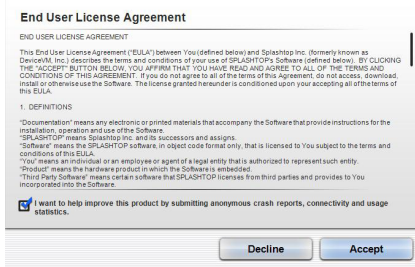 End User License Agreement
END USER LICENSE AGREEMENT
This End User License Agreement ("EULA") between You (defined below) and Splashtop Inc. (formerly known as
DeviceVM, Inc.) describes the terms and conditions of your use of SPLASHTOP's Software (defined below). BY CLICKING
THE "ACCEPT" BUTTON BELOW, YOU AFFIRM THAT YOU HAVE READ AND AGREE TO ALL OF THE TERMS AND
CONDITIONS OF THIS AGREEMENT. If you do not agree to all of the terms of this Agreement, do not access, download,
install or otherwise use the Software. The license granted hereunder is conditioned upon your accepting all of the terms of
this EULA.
1. DEFINITIONS
"Documentation" means any electronic or printed materials that accompany the Software that provide instructions for the
installation, operation and use of the Software.
"SPLASHTOP" means Splashtop Inc. and its successors and assigns.
"Software" means the SPLASHTOP software, in object code format only, that is licensed to You subject to the terms and
conditions of this EULA.
"You" means an individual or an employee or agent of a legal entity that is authorized to represent such entity.
"Product" means the hardware product in which the Software is embedded.
"Third Party Software" means certain software that SPLASHTOP licenses from third parties and provides to You
incorporated into the Software.
I want to help improve this product by submitting anonymous crash reports, connectivity and usage
statistics.
Decline
Accept